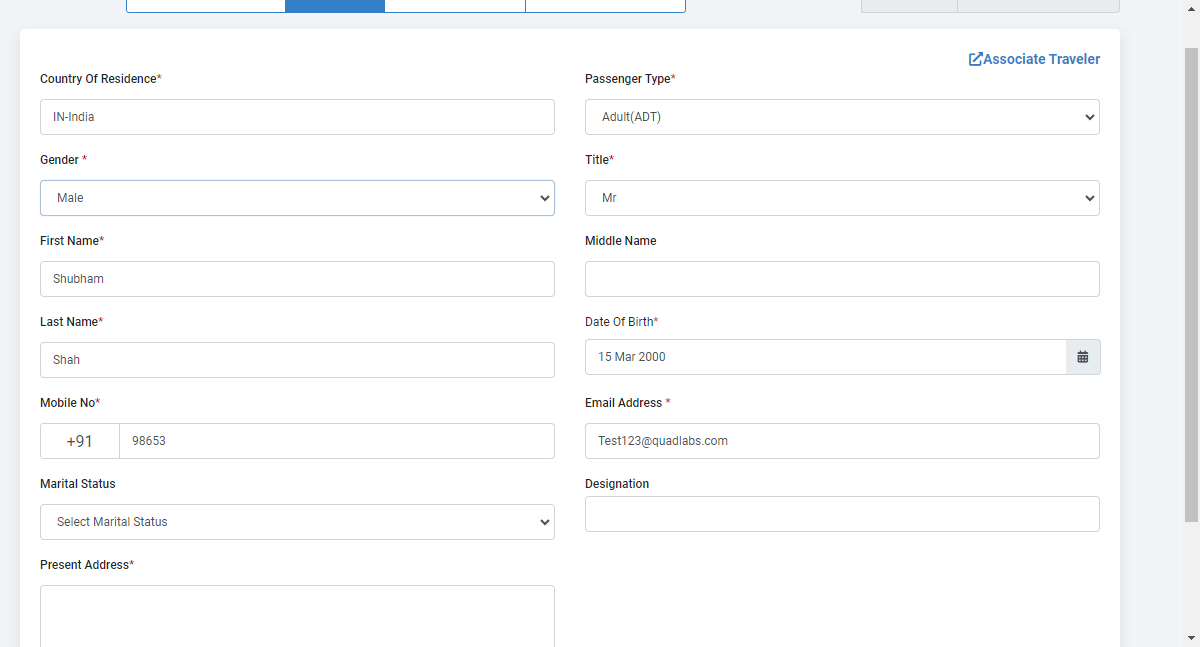 Associate Traveler
Country Of Residence* Passenger Type*
IN-India Adult(ADT)
Gender * Title*
Male Mr
First Name* Middle Name
Shubham
Last Name* Date Of Birth*
Shah 15 Mar 2000
Mobile No* Email Address *
+91 98653 Test123@quadlabs.com
Marital Status Designation
Select Marital Status
Present Address*